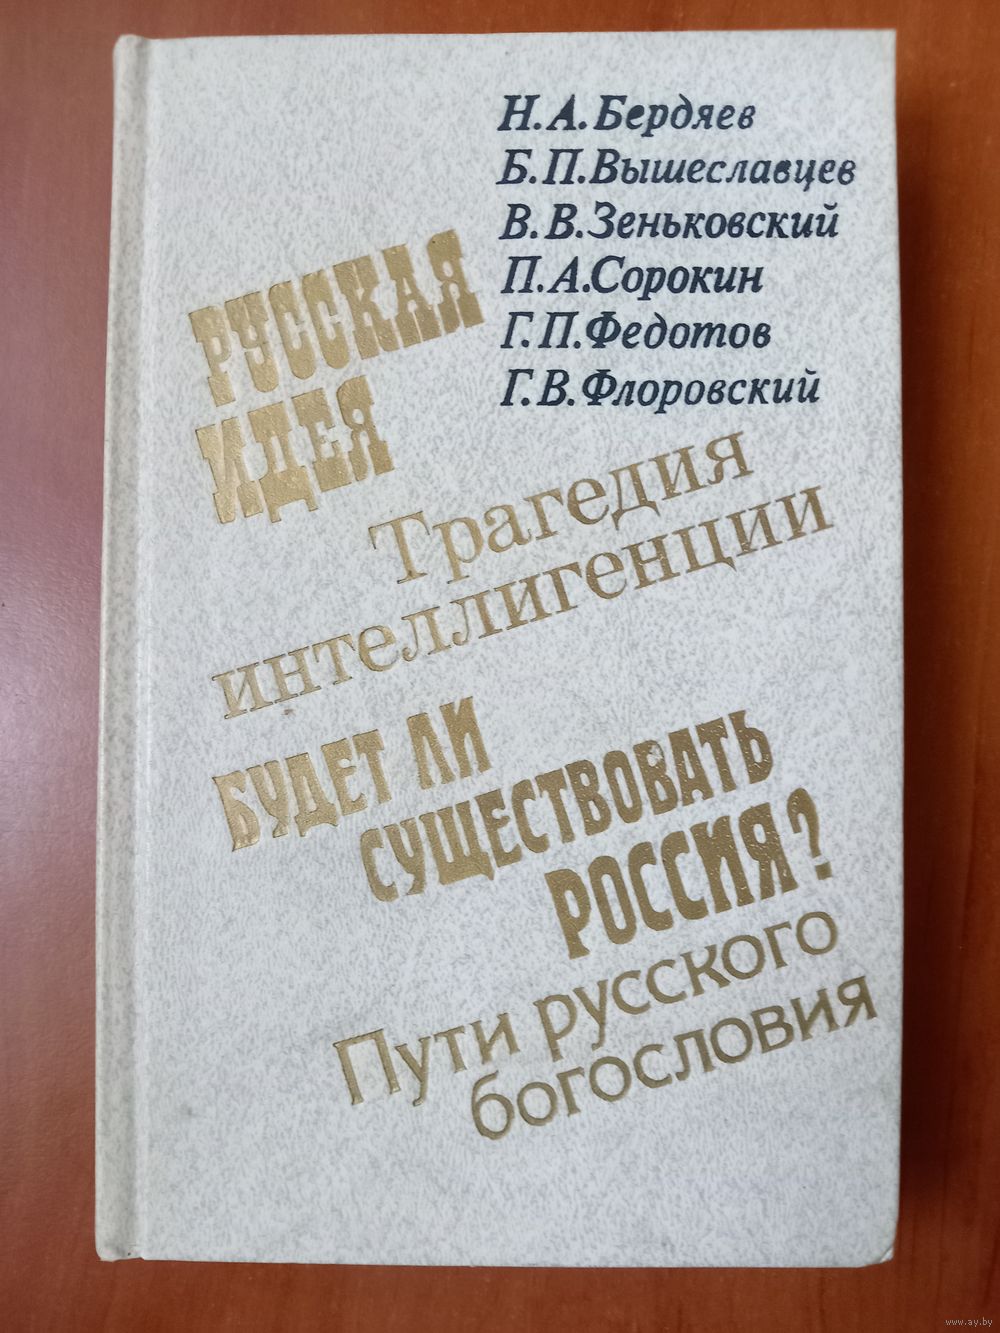 Н.А.Бердяев
Б.П.Вышеславцев
В.В.Зеньковский
П.А.Сорокин
Г.П.Федотов
Г.В.Флоровский
РУССКАЯ
ИДЕЯ
Трагедия
интеллигенции
БУДЕТ ЛИ
СУЩЕСТВОВАТЬ
РОССИЯ?
Пути русского
богословия
www.ay.by